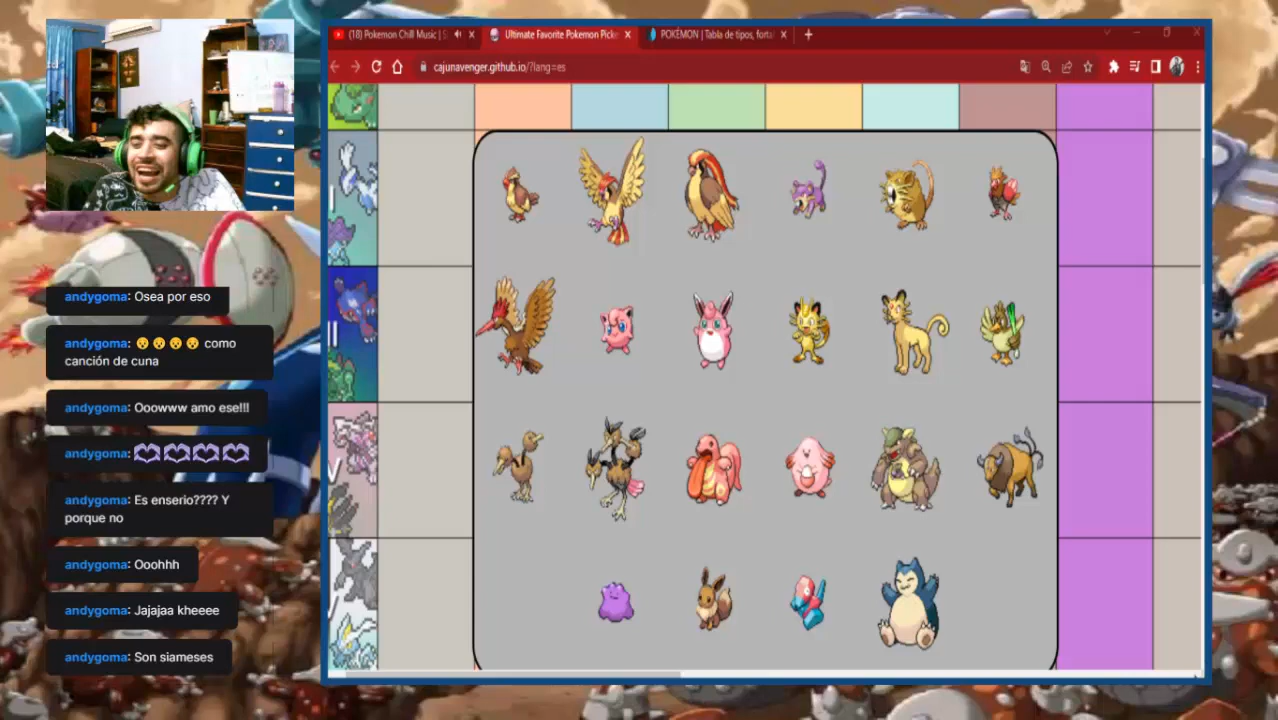 (18) Pokemon Chill Music | S
Ultimate Favorite Pokemon Picke
POKÉMON | Tabla de tipos, fortal
cajunavenger.github.io/?lang=es
andygoma: Osea por eso
andygoma: 😮😮😮😮 como
canción de cuna
andygoma: Ooowww amo ese!!!
andygoma:
andygoma: Es enserio???? Y
porque no
andygoma: Ooohhh
andygoma: Jajajaa kheeee
andygoma: Son siameses